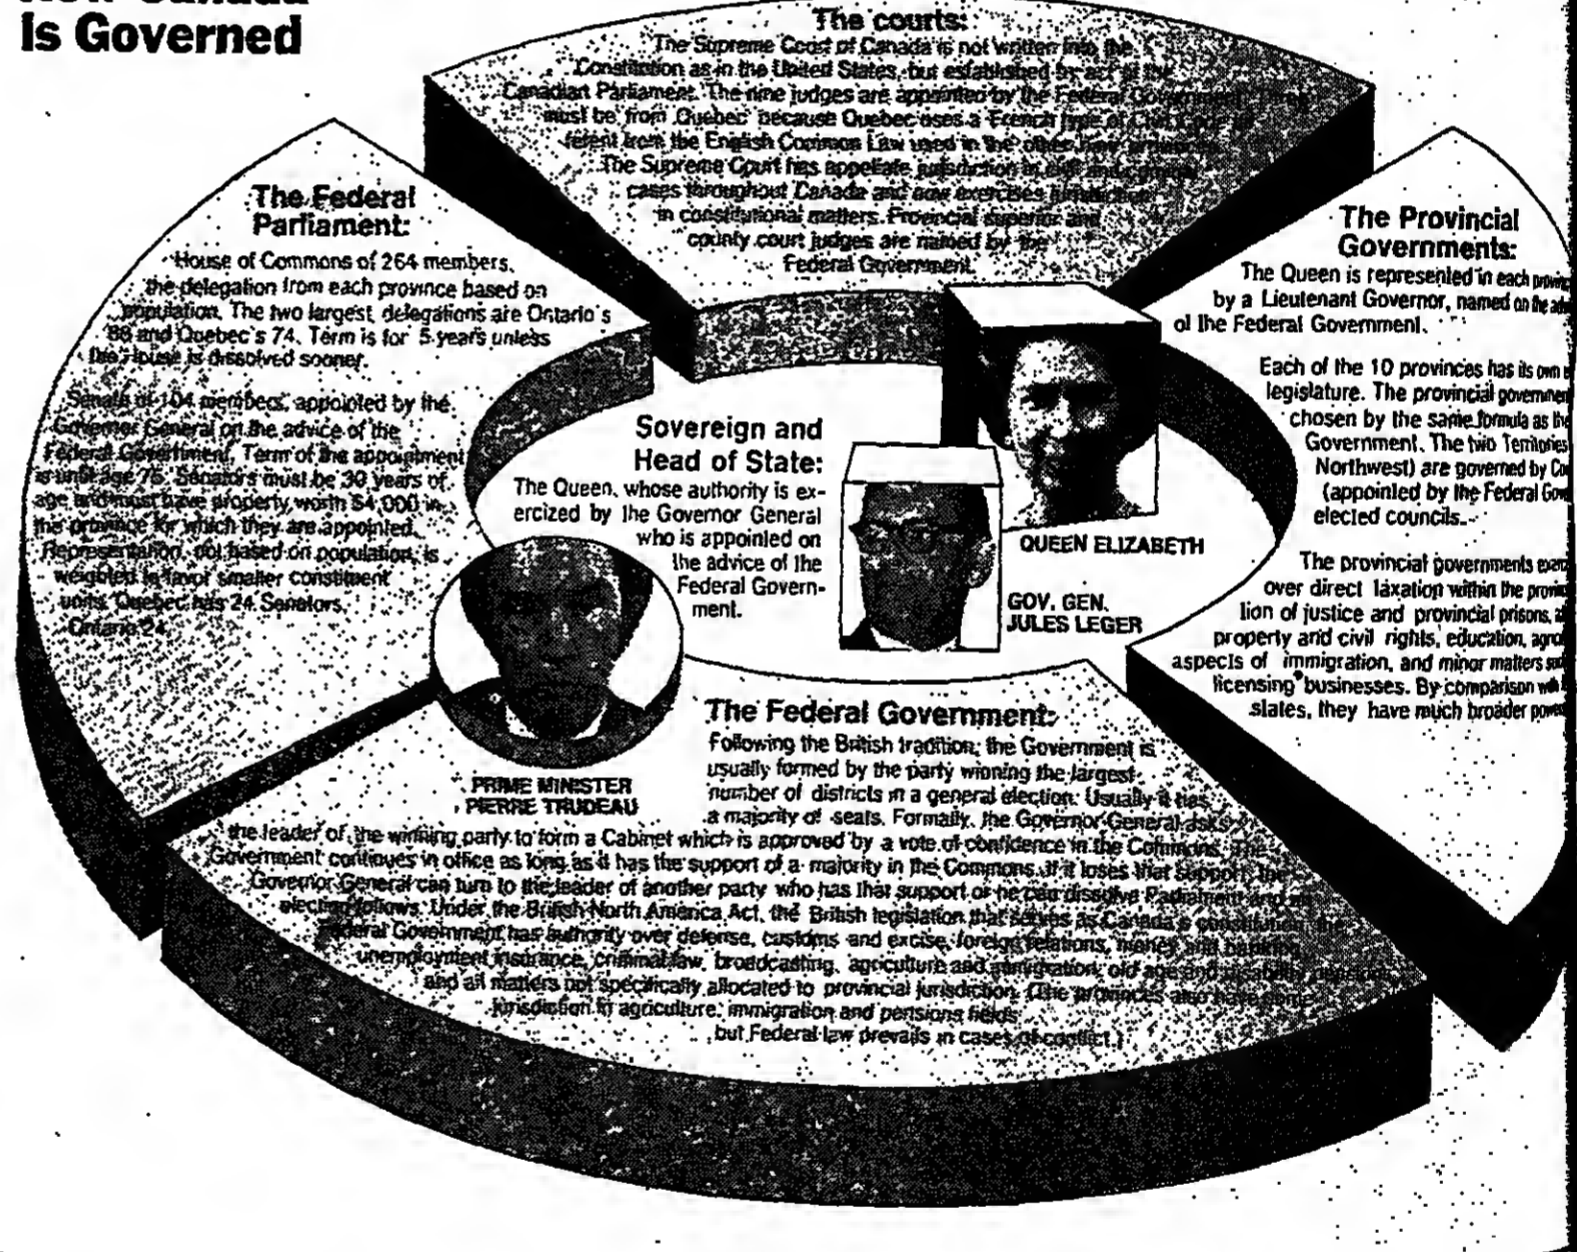 Is Governed
The courts:
The Supreme Court of Canada is not written into the
Constitution as in the United States, but established by act of the
Canadian Parliament. The nine judges are appointed by the Federal Government.
must be from Quebec because Quebec uses a French type of Civil Code
ferent from the English Common Law used in the other
The Supreme Court has appellate jurisdiction in civil and criminal
cases throughout Canada and now exercises jurisdiction
in constitutional matters. Provincial superior and
county court judges are named by the
Federal Government.
The Federal
Parliament:
House of Commons of 264 members,
the delegation from each province based on
population. The two largest delegations are Ontario's
88 and Quebec's 74. Term is for 5 years unless
the House is dissolved sooner.
Senate of 104 members, appointed by the
Governor General on the advice of the
Federal Government. Term of the appointment
is until age 75. Senators must be 30 years of
age and must have property worth $4,000 in
the province for which they are appointed.
Representation, not based on population, is
weighted to favor smaller constituent
units. Quebec has 24 Senators,
Ontario 24.
Sovereign and
Head of State:
The Queen, whose authority is ex-
ercized by the Governor General
who is appointed on
the advice of the
Federal Govern-
ment.
QUEEN ELIZABETH
GOV. GEN.
JULES LEGER
PRIME MINISTER
PIERRE TRUDEAU
The Provincial
Governments:
The Queen is represented in each
by a Lieutenant Governor, named on the
of the Federal Government.
Each of the 10 provinces has its own
legislature. The provincial
chosen by the same formula as the
Government. The two Territories
Northwest) are governed by
(appointed by the Federal
elected councils.
The provincial governments
over direct taxation within the
tion of justice and provincial prisons,
property and civil rights, education,
aspects of immigration, and minor matters
licensing businesses. By comparison
states, they have much broader
The Federal Government:
Following the British tradition, the Government is
usually formed by the party winning the largest
number of districts in a general election. Usually it has
a majority of seats. Formally, the Governor General asks
the leader of the winning party to form a Cabinet which is approved by a vote of confidence in the Commons. The
Government continues in office as long as it has the support of a majority in the Commons. If it loses that support, the
Governor General can turn to the leader of another party who has that support or he can dissolve Parliament and an
election follows. Under the British North America Act, the British legislation that serves as Canada's constitution, the
Federal Government has authority over defense, customs and excise, foreign relations, money and banking,
unemployment insurance, criminal law, broadcasting, agriculture and immigration, old age and disability pensions
and all matters not specifically allocated to provincial jurisdiction. (The provinces also have some
jurisdiction in agriculture, immigration and pensions fields
but Federal law prevails in cases of conflict.)